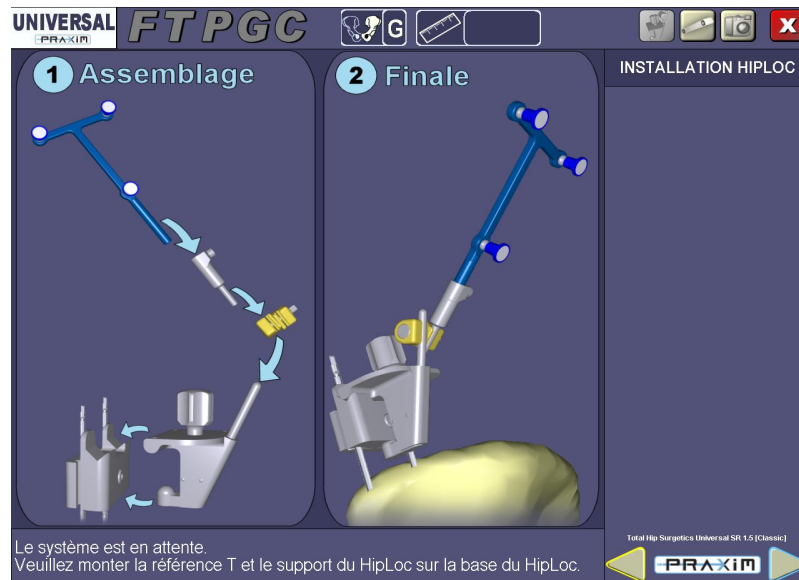 UNIVERSAL
PRAXiM
FTPGC
G
X
1 Assemblage
2 Finale
INSTALLATION HIPLOC
Le système est en attente.
Veuillez monter la référence T et le support du HipLoc sur la base du HipLoc.
Total Hip Surgetics Universal SR 1.5 [Classic]
PRAXiM